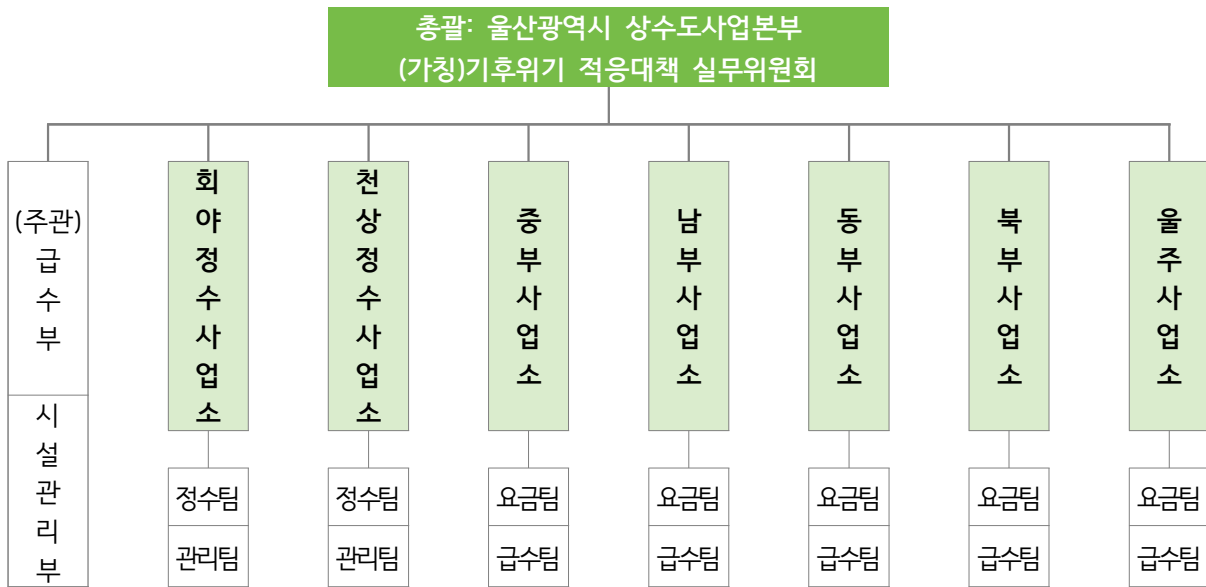 총괄: 울산광역시 상수도사업본부
(가칭)기후위기 적응대책 실무위원회
(주관)
급
수
부
시
설
관
리
부
회
야
정
수
사
업
소
정수팀
관리팀
천
상
정
수
사
업
소
정수팀
관리팀
중
부
사
업
소
요금팀
급수팀
남
부
사
업
소
요금팀
급수팀
동
부
사
업
소
요금팀
급수팀
북
부
사
업
소
요금팀
급수팀
울
주
사
업
소
요금팀
급수팀